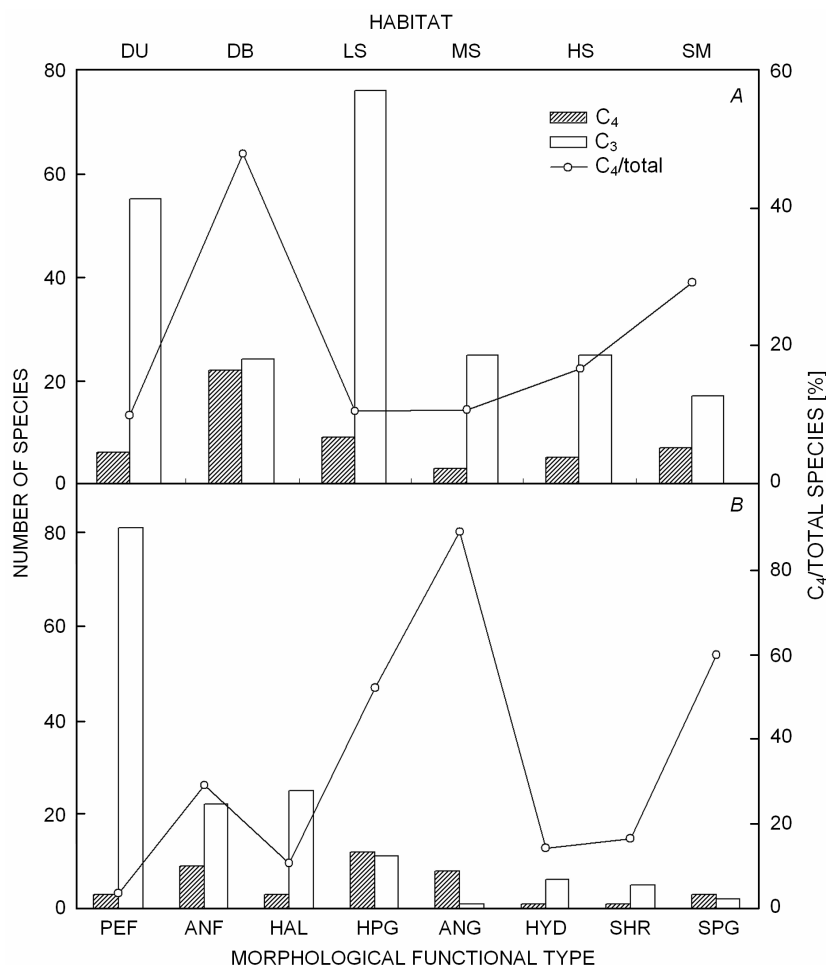 HABITAT
DU DB LS MS HS SM
80 60
A
C₄
C₃
C₄/total
60
40
40
20
20
0 0
B
80
80
60
60
40
40
20
20
0 0
NUMBER OF SPECIES
C₄/TOTAL SPECIES [%]
PEF ANF HAL HPG ANG HYD SHR SPG
MORPHOLOGICAL FUNCTIONAL TYPE